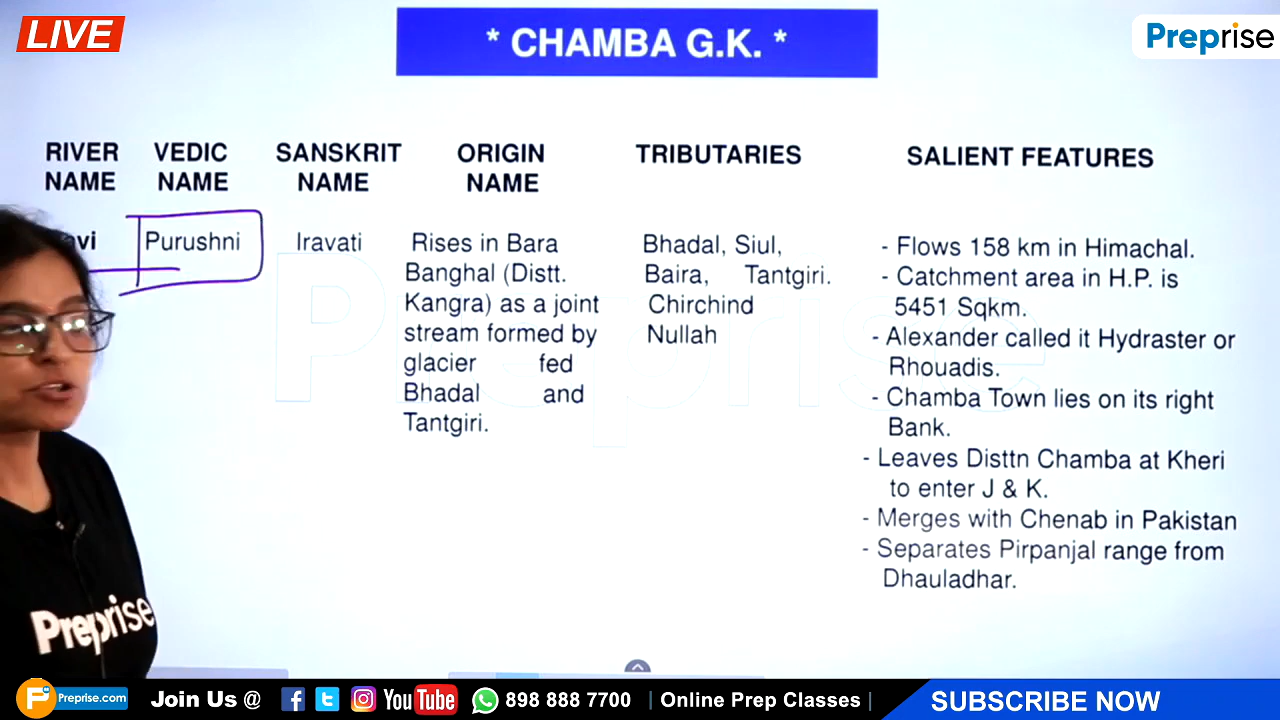 LIVE
* CHAMBA G.K. *
Preprise
RIVER NAME
VEDIC NAME
SANSKRIT NAME
ORIGIN NAME
TRIBUTARIES
SALIENT FEATURES
Purushni
Iravati
Rises in Bara
Banghal (Distt.
Kangra) as a joint
stream formed by
glacier fed
Bhadal and
Tantgiri.
Bhadal, Siul,
Baira, Tantgiri.
Chirchind
Nullah
- Flows 158 km in Himachal.
- Catchment area in H.P. is
5451 Sqkm.
- Alexander called it Hydraster or
Rhouadis.
- Chamba Town lies on its right
Bank.
- Leaves Disttn Chamba at Kheri
to enter J & K.
- Merges with Chenab in Pakistan
- Separates Pirpanjal range from
Dhauladhar.
Preprise
Preprise
P Preprise.com
Join Us @
YouTube
898 888 7700
| Online Prep Classes |
SUBSCRIBE NOW